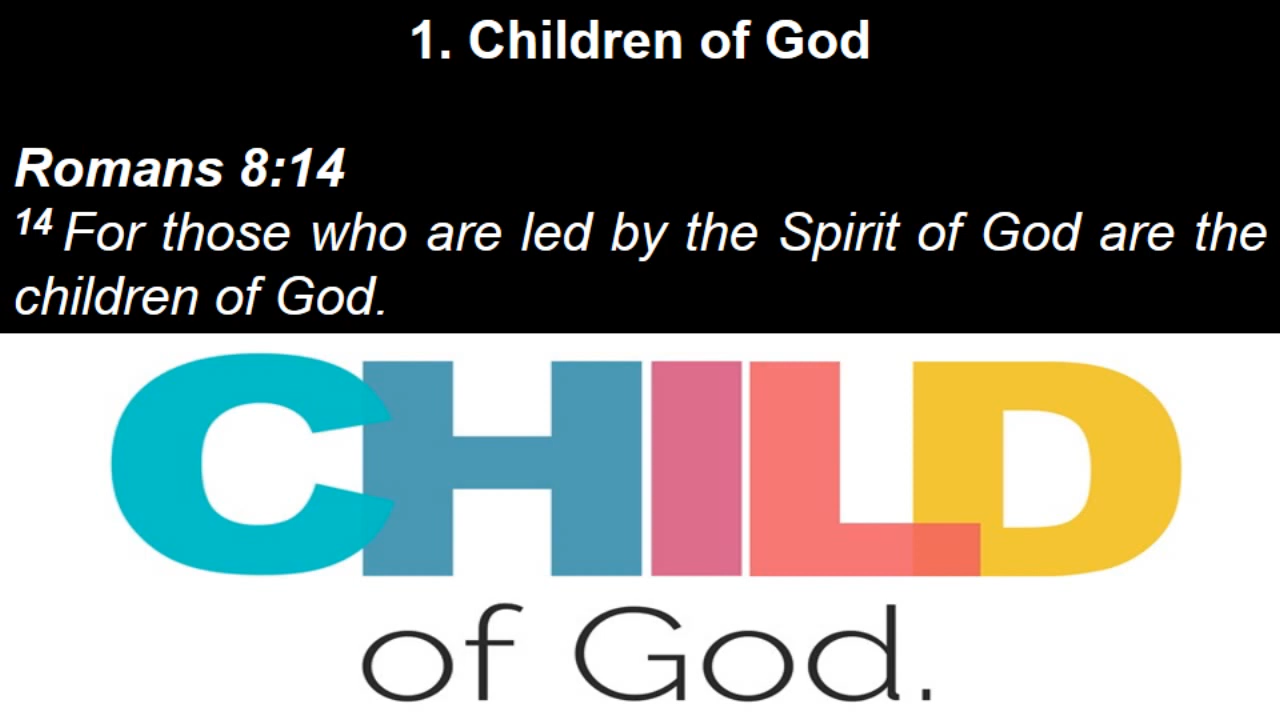 1. Children of God
Romans 8:14
14 For those who are led by the Spirit of God are the
children of God.
CHILD
of God.